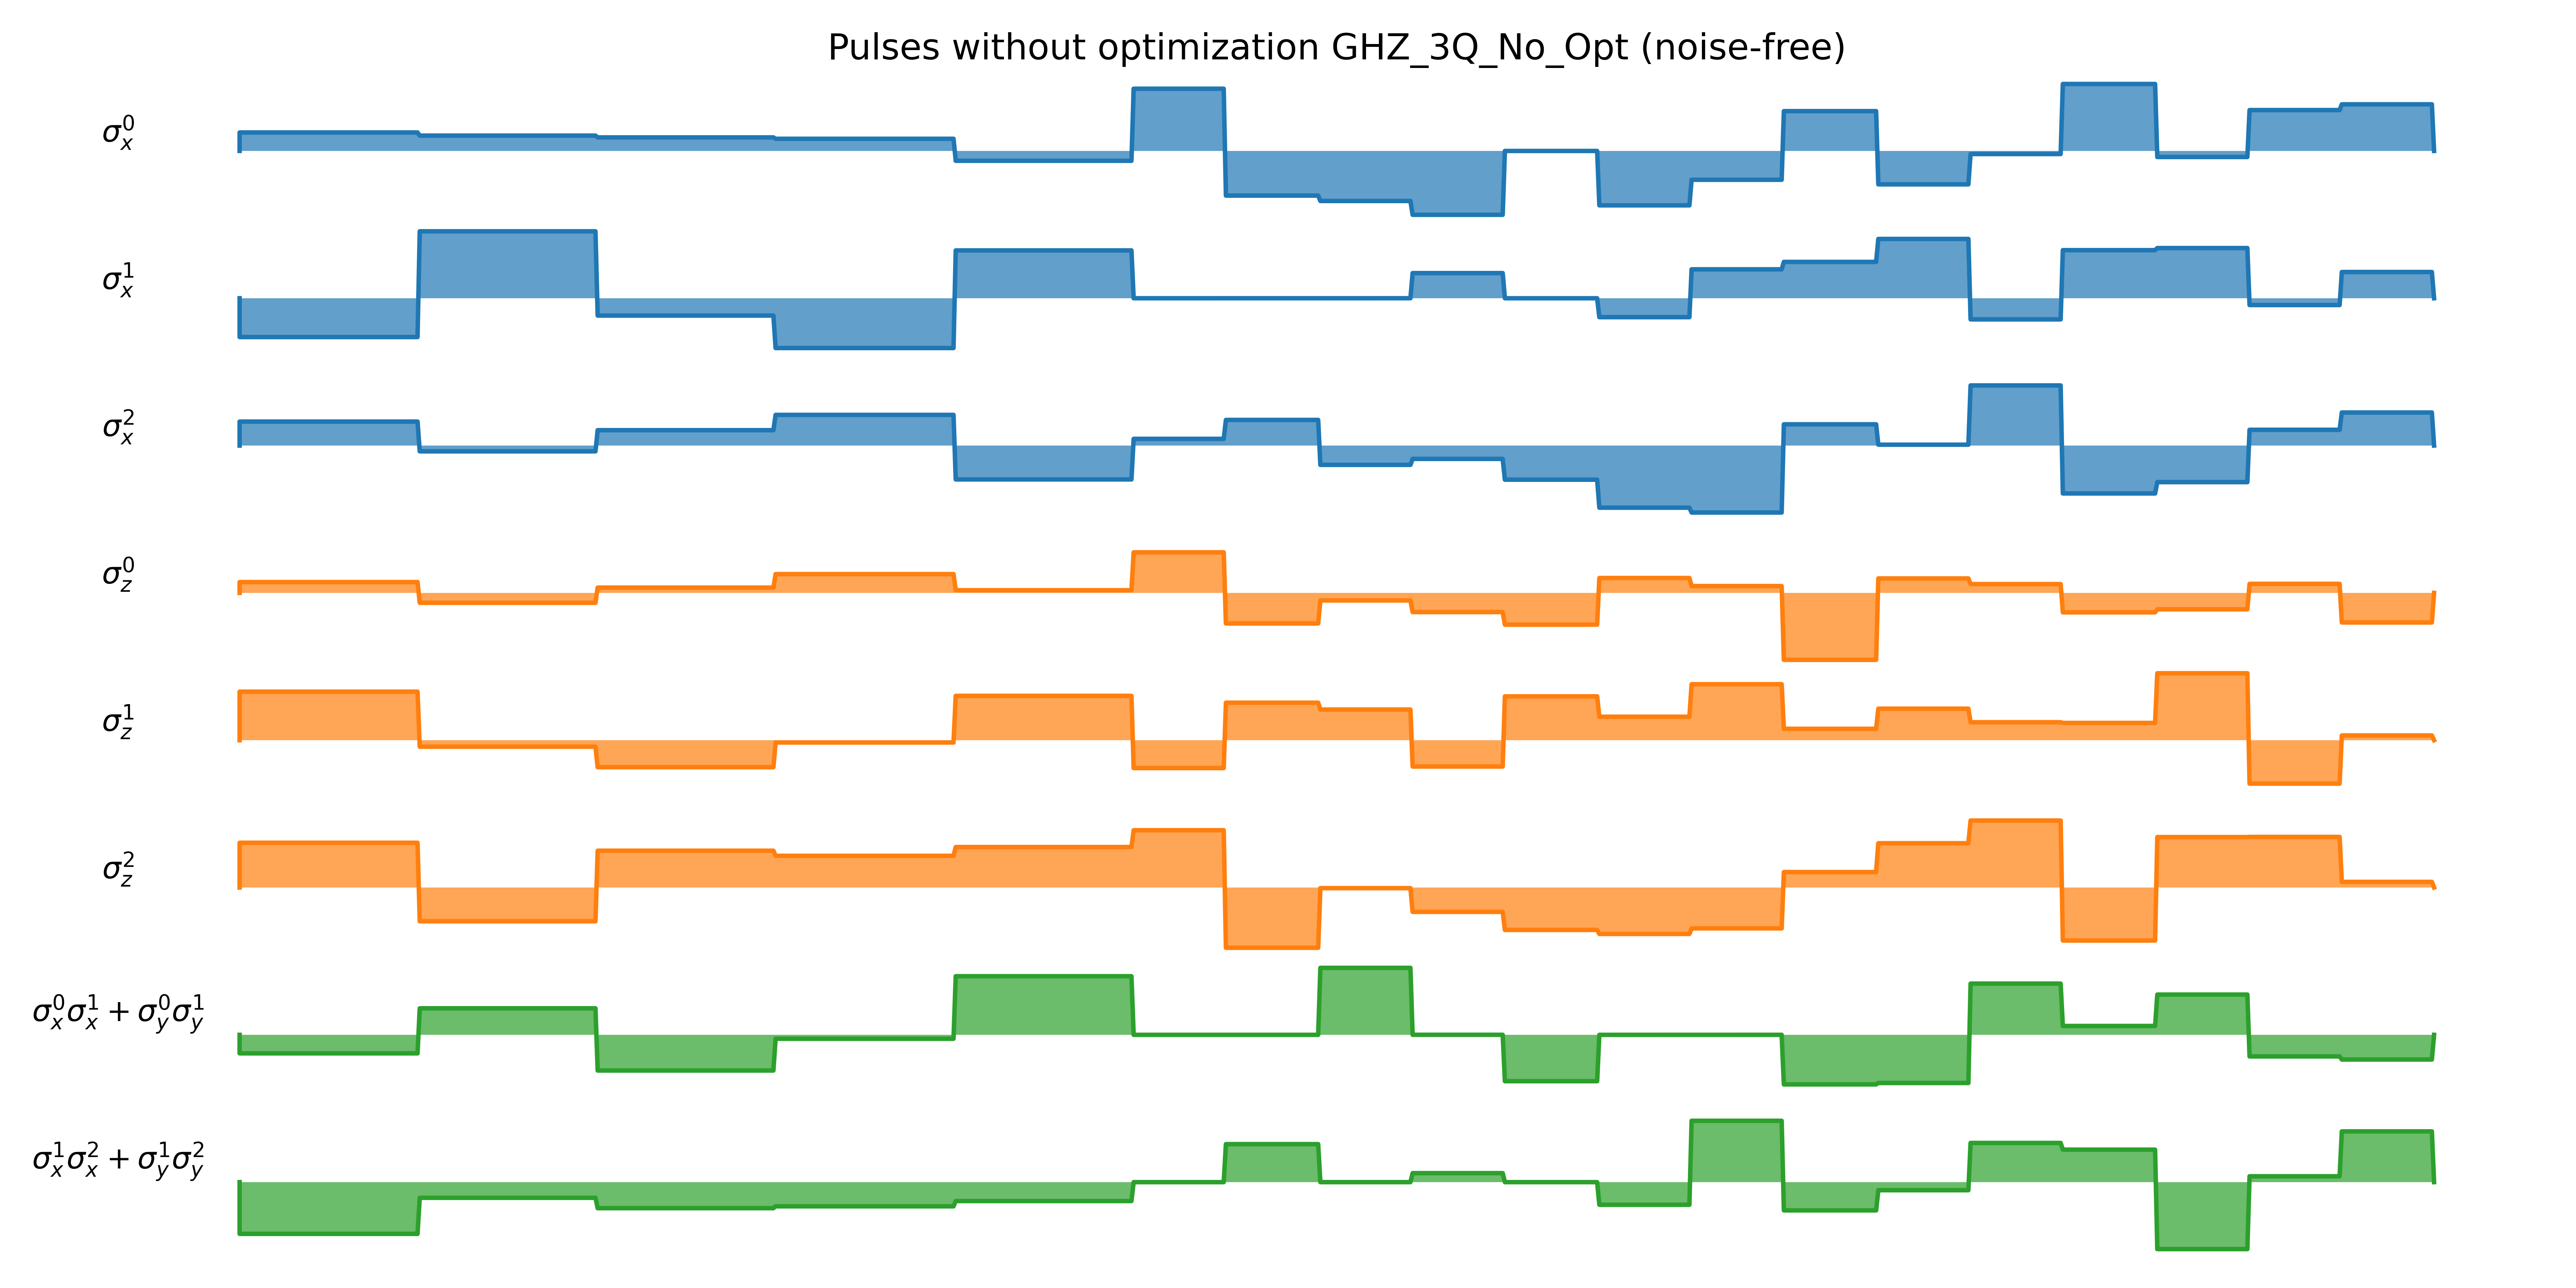 Pulses without optimization GHZ_3Q_No_Opt (noise-free)
σ_x^0
σ_x^1
σ_x^2
σ_z^0
σ_z^1
σ_z^2
σ_x^0σ_x^1 + σ_y^0σ_y^1
σ_x^1σ_x^2 + σ_y^1σ_y^2